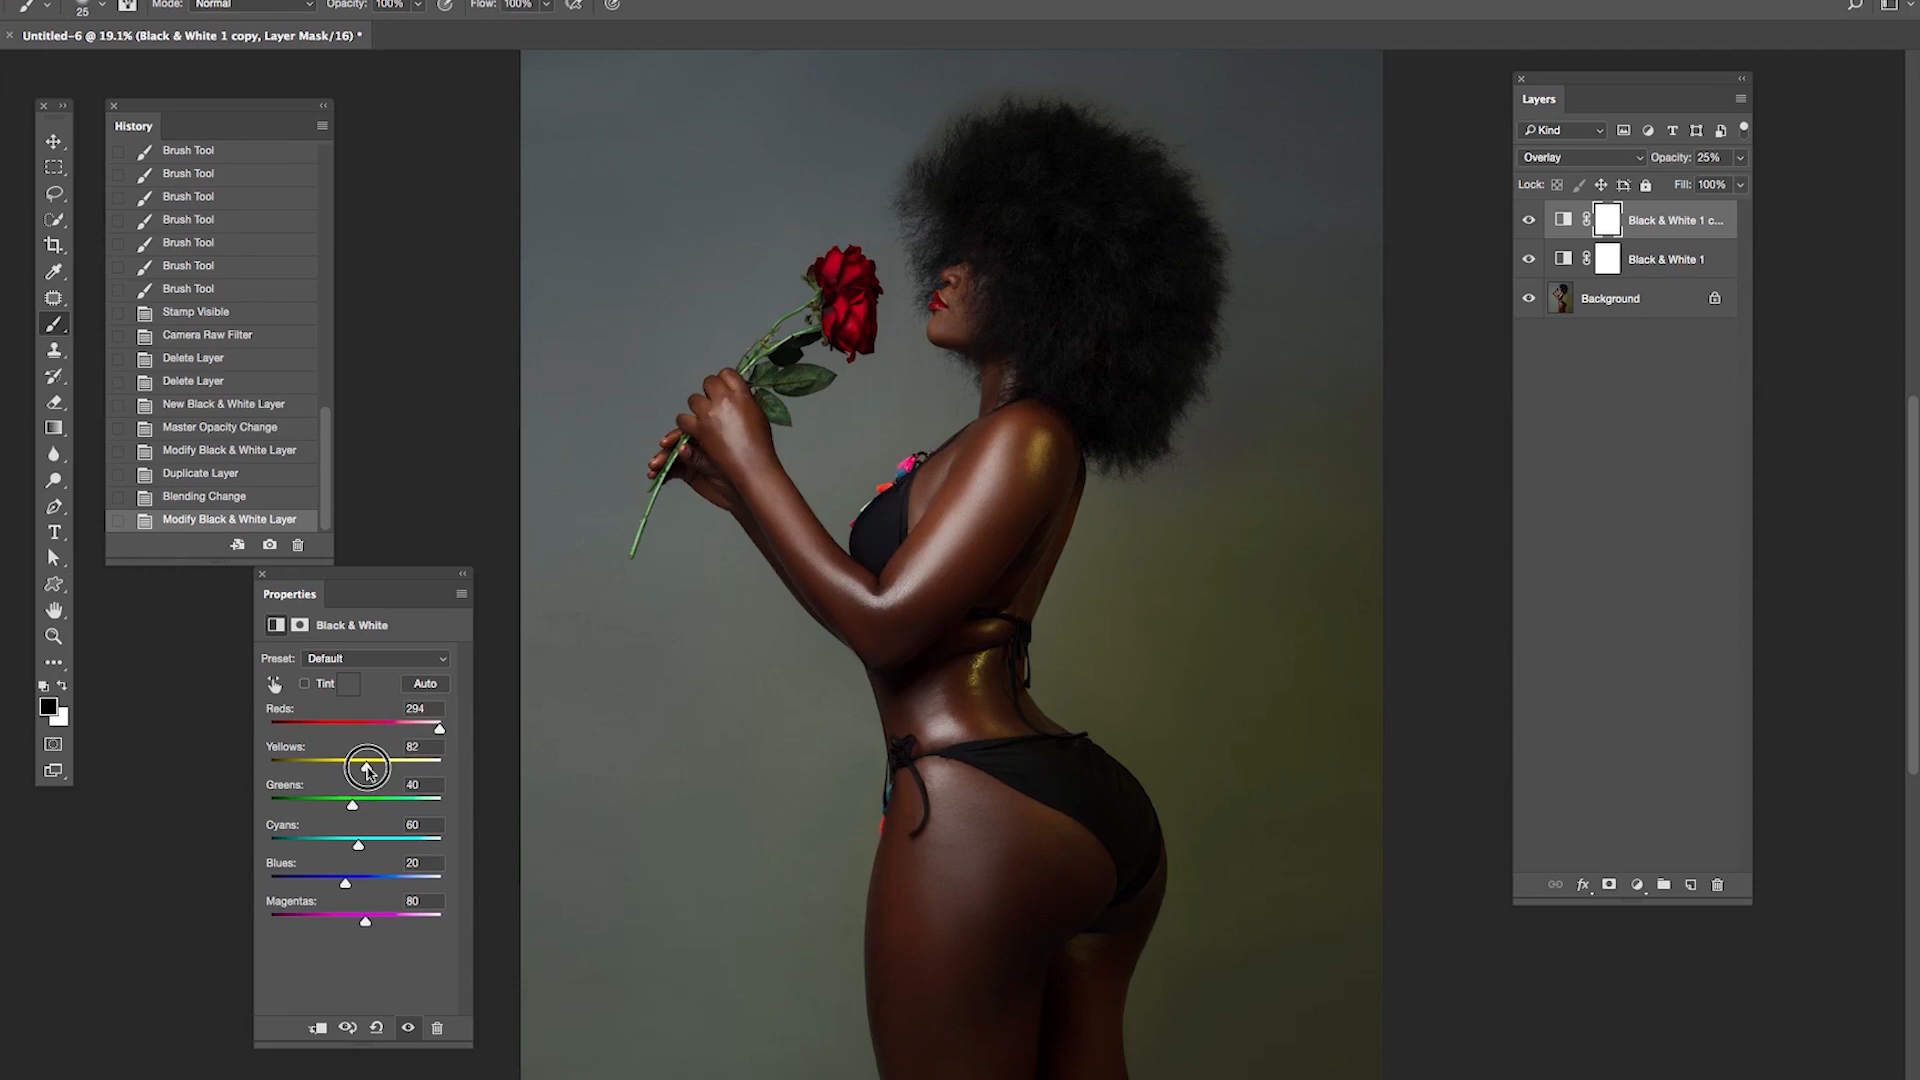 25 Mode: Normal Opacity: 100% Flow: 100%
Untitled-6 @ 19.1% (Black & White 1 copy, Layer Mask/16) *
History
Brush Tool
Brush Tool
Brush Tool
Brush Tool
Brush Tool
Brush Tool
Brush Tool
Stamp Visible
Camera Raw Filter
Delete Layer
Delete Layer
New Black & White Layer
Master Opacity Change
Modify Black & White Layer
Duplicate Layer
Blending Change
Modify Black & White Layer
Properties
Black & White
Preset: Default
Tint Auto
Reds: 294
Yellows: 82
Greens: 40
Cyans: 60
Blues: 20
Magentas: 80
Layers
Kind
Overlay Opacity: 25%
Lock: Fill: 100%
Black & White 1 c...
Black & White 1
Background
fx